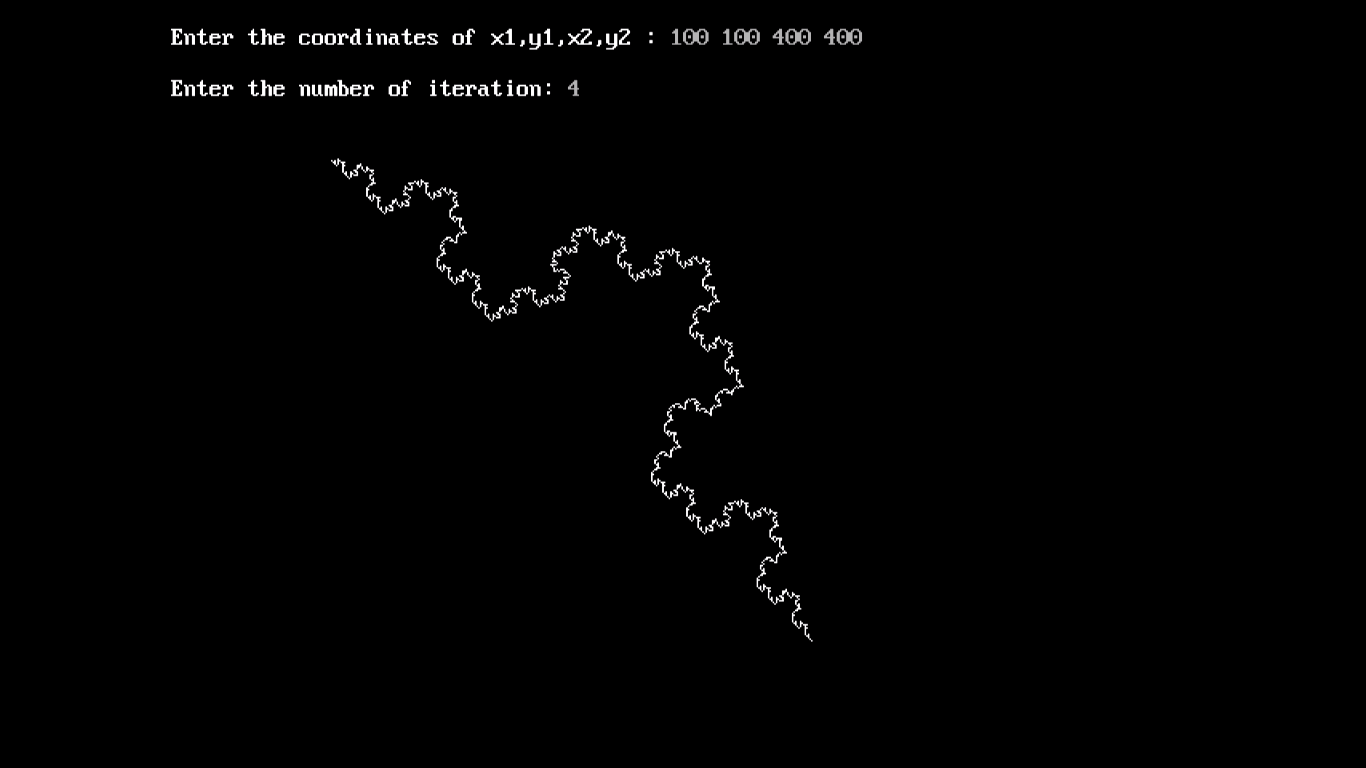 Enter the coordinates of x1,y1,x2,y2 : 100 100 400 400
Enter the number of iteration: 4